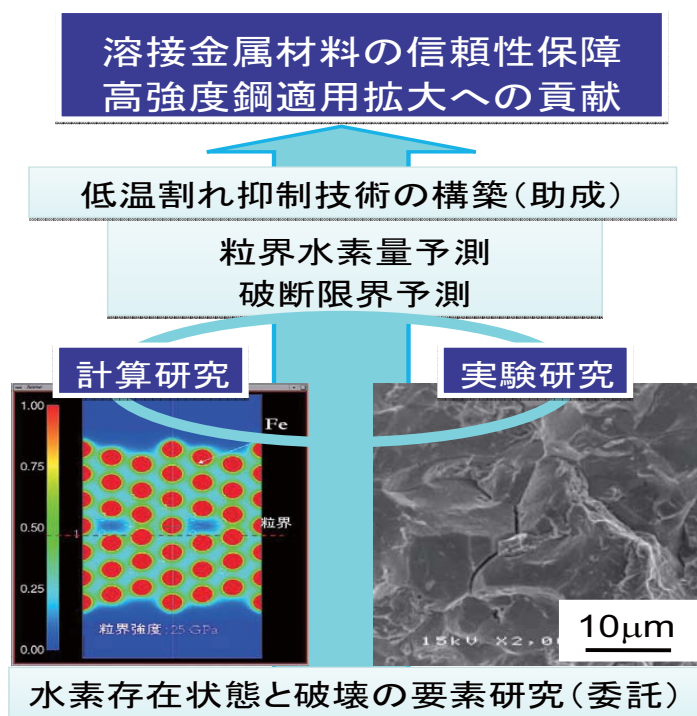 溶接金属材料の信頼性保障
高強度鋼適用拡大への貢献
低温割れ抑制技術の構築(助成)
粒界水素量予測
破断限界予測
計算研究
実験研究
1.00
0.75
0.50
0.25
0.00
Fe
粒界
1
粒界強度:25 GPa
15kV X2,00
10μm
水素存在状態と破壊の要素研究(委託)